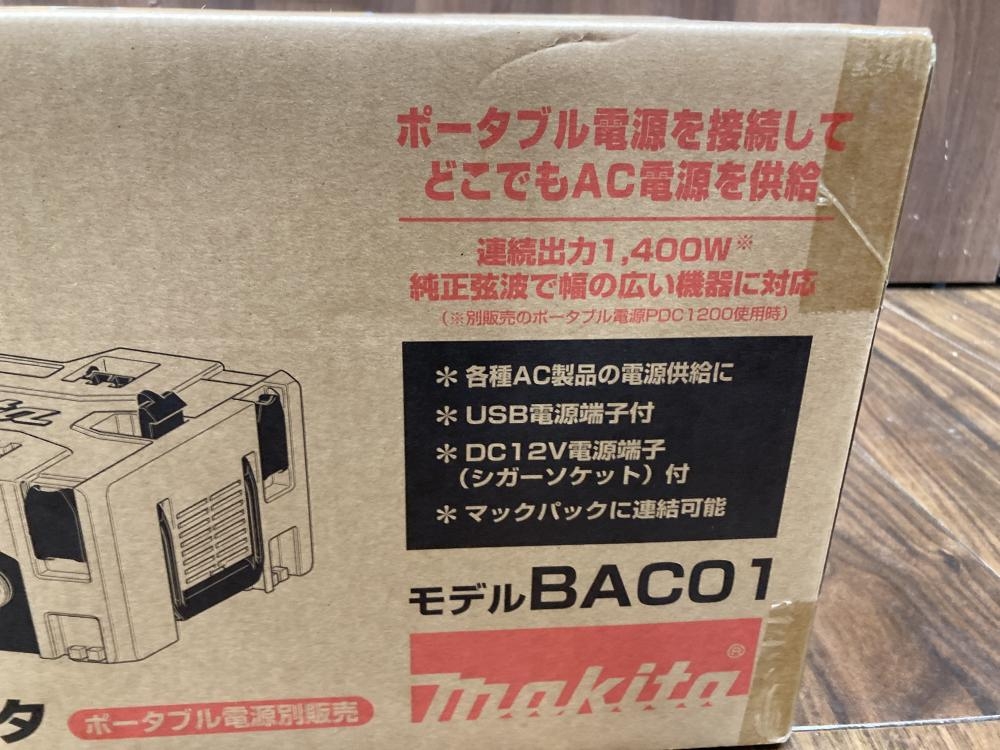 ポータブル電源を接続して
どこでもAC電源を供給
連続出力1,400W※
純正弦波で幅の広い機器に対応
(※別販売のポータブル電源PDC1200使用時)
＊各種AC製品の電源供給に
＊USB電源端子付
＊DC12V電源端子
(シガーソケット)付
＊マックパックに連結可能
モデルBAC01
makita®
タ ポータブル電源別販売